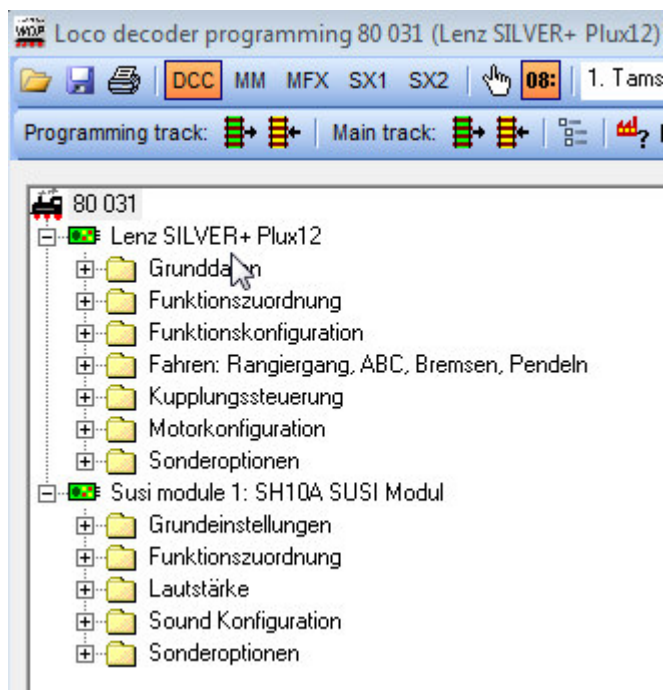 WDP Loco decoder programming 80 031 (Lenz SILVER+ Plux12)
DCC MM MFX SX1 SX2 08: 1. Tams
Programming track: Main track: ?
80 031
Lenz SILVER+ Plux12
Funktionszuordnung
Funktionskonfiguration
Fahren: Rangiergang, ABC, Bremsen, Pendeln
Kupplungssteuerung
Motorkonfiguration
Sonderoptionen
Susi module 1: SH10A SUSI Modul
Grundeinstellungen
Funktionszuordnung
Lautstärke
Sound Konfiguration
Sonderoptionen